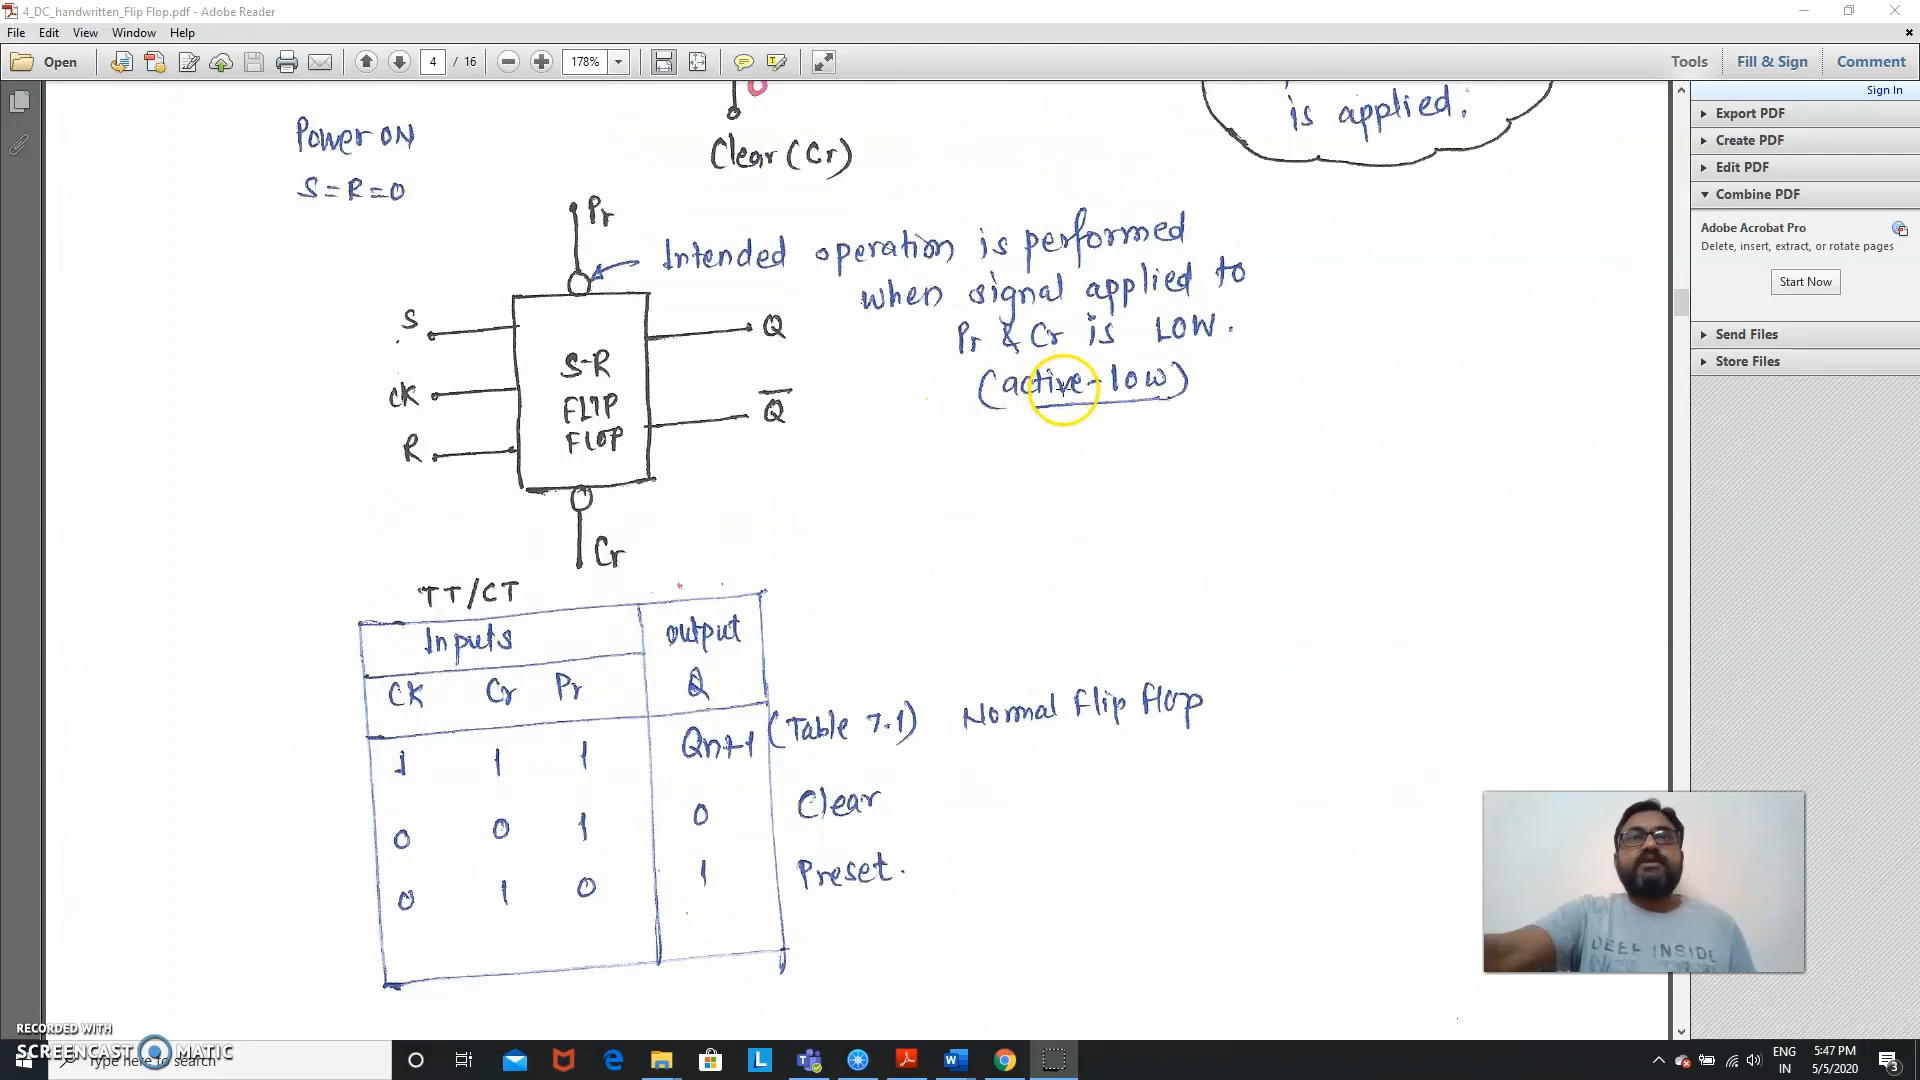 4_DC_handwritten_Flip Flop.pdf - Adobe Reader
File Edit View Window Help
Open 4 / 16 178% Tools Fill & Sign Comment
Sign In
Export PDF
Create PDF
Edit PDF
Combine PDF
Adobe Acrobat Pro
Delete, insert, extract, or rotate pages
Start Now
Send Files
Store Files
is applied.
Power ON
S=R=0
Clear (Cr)
Pr
Intended operation is performed
when signal applied to
Pr & Cr is LOW.
(active-low)
S
CK
R
S-R
FLIP
FLOP
Q
Q̅
Cr
TT/CT
Inputs output
CK Cr Pr Q
1 1 1 Qn+1 (Table 7.1) Normal Flip Flop
0 0 1 0 Clear
0 1 0 1 Preset.
RECORDED WITH
SCREENCAST MATIC
Type here to search
ENG
IN
5:47 PM
5/5/2020
3